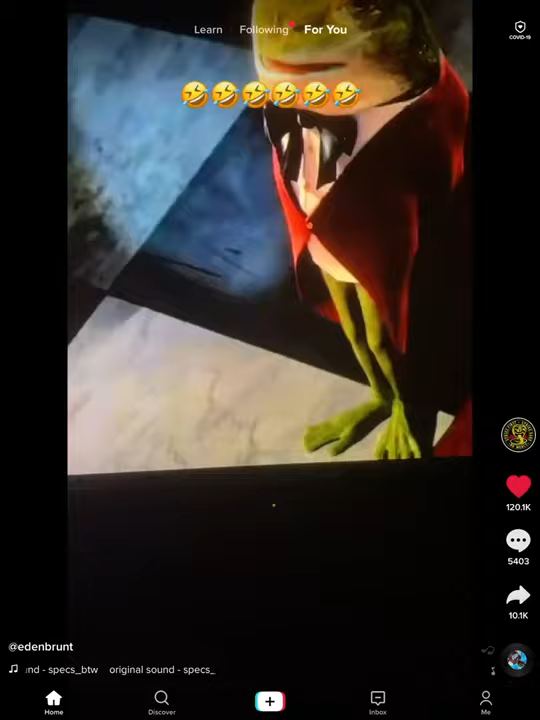 Learn Following For You
COVID-19
🤣🤣🤣🤣🤣🤣
120.1K
5403
10.1K
@edenbrunt
ınd - specs_btw original sound - specs_
Home Discover Inbox Me